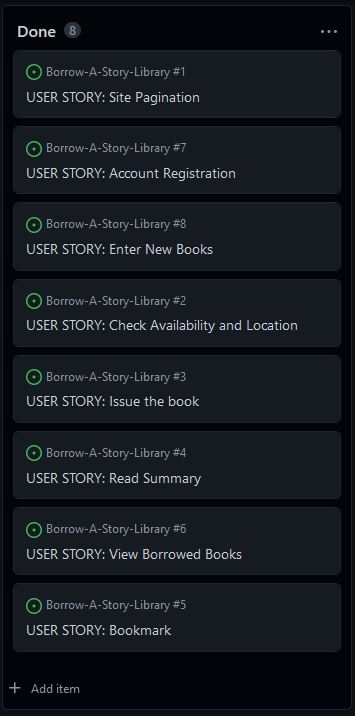 Done 8 ...
Borrow-A-Story-Library #1
USER STORY: Site Pagination
Borrow-A-Story-Library #7
USER STORY: Account Registration
Borrow-A-Story-Library #8
USER STORY: Enter New Books
Borrow-A-Story-Library #2
USER STORY: Check Availability and Location
Borrow-A-Story-Library #3
USER STORY: Issue the book
Borrow-A-Story-Library #4
USER STORY: Read Summary
Borrow-A-Story-Library #6
USER STORY: View Borrowed Books
Borrow-A-Story-Library #5
USER STORY: Bookmark
+ Add item